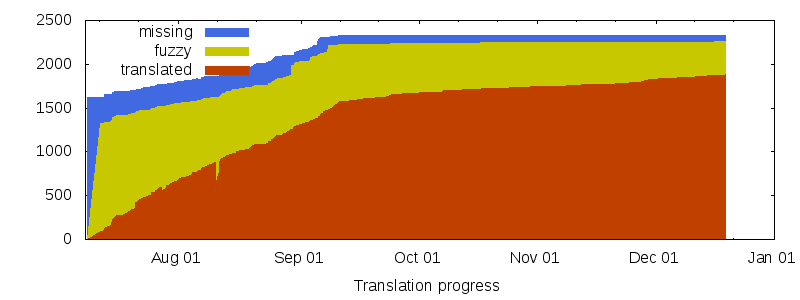 2500
2000
1500
1000
500
0
missing
fuzzy
translated
Aug 01 Sep 01 Oct 01 Nov 01 Dec 01 Jan 01
Translation progress